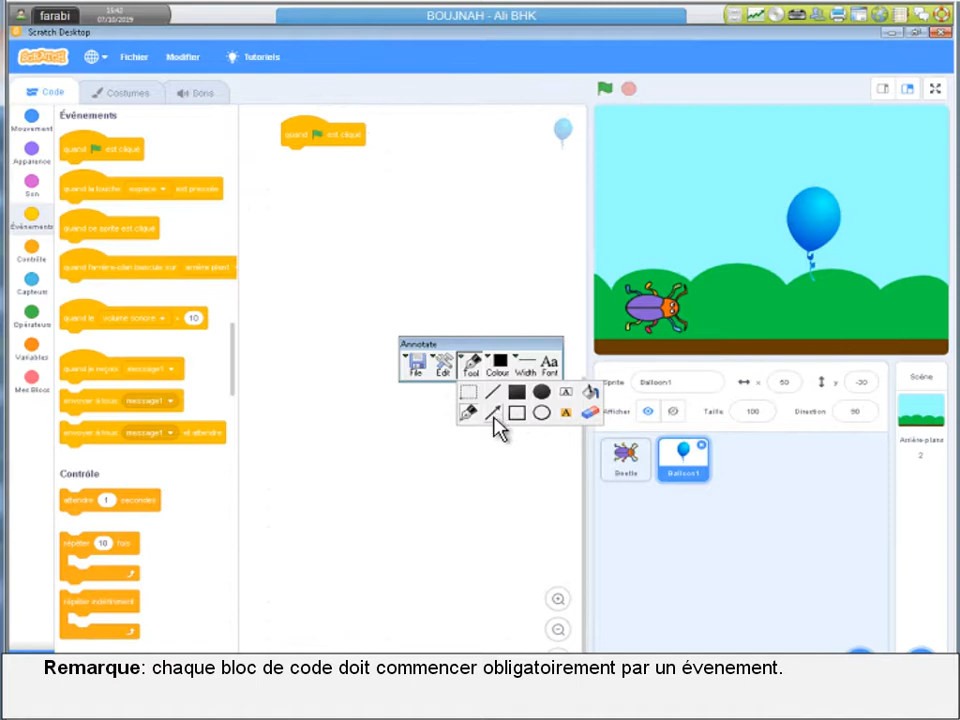 farabi
15:42
07/10/2019
BOUJNAH - Ali BHK
Scratch Desktop
SCRATCH
Fichier
Modifier
Tutoriels
Code
Costumes
Sons
Mouvement
Apparence
Son
Événements
Contrôle
Capteurs
Opérateurs
Variables
Mes Blocs
Événements
quand est cliqué
quand la touche espace est pressée
quand ce sprite est cliqué
quand l'arrière-plan bascule sur arrière plan1
quand le volume sonore > 10
quand je reçois message1
envoyer à tous message1
envoyer à tous message1 et attendre
Contrôle
attendre 1 secondes
répéter 10 fois
répéter indéfiniment
quand est cliqué
Annotate
File
Edit
Tool
Colour
Width
Font
Aa
A
A
Sprite
Balloon1
x
60
y
-30
Afficher
Taille
100
Direction
90
Beetle
Balloon1
Scène
Arrière-plans
2
Remarque: chaque bloc de code doit commencer obligatoirement par un évenement.